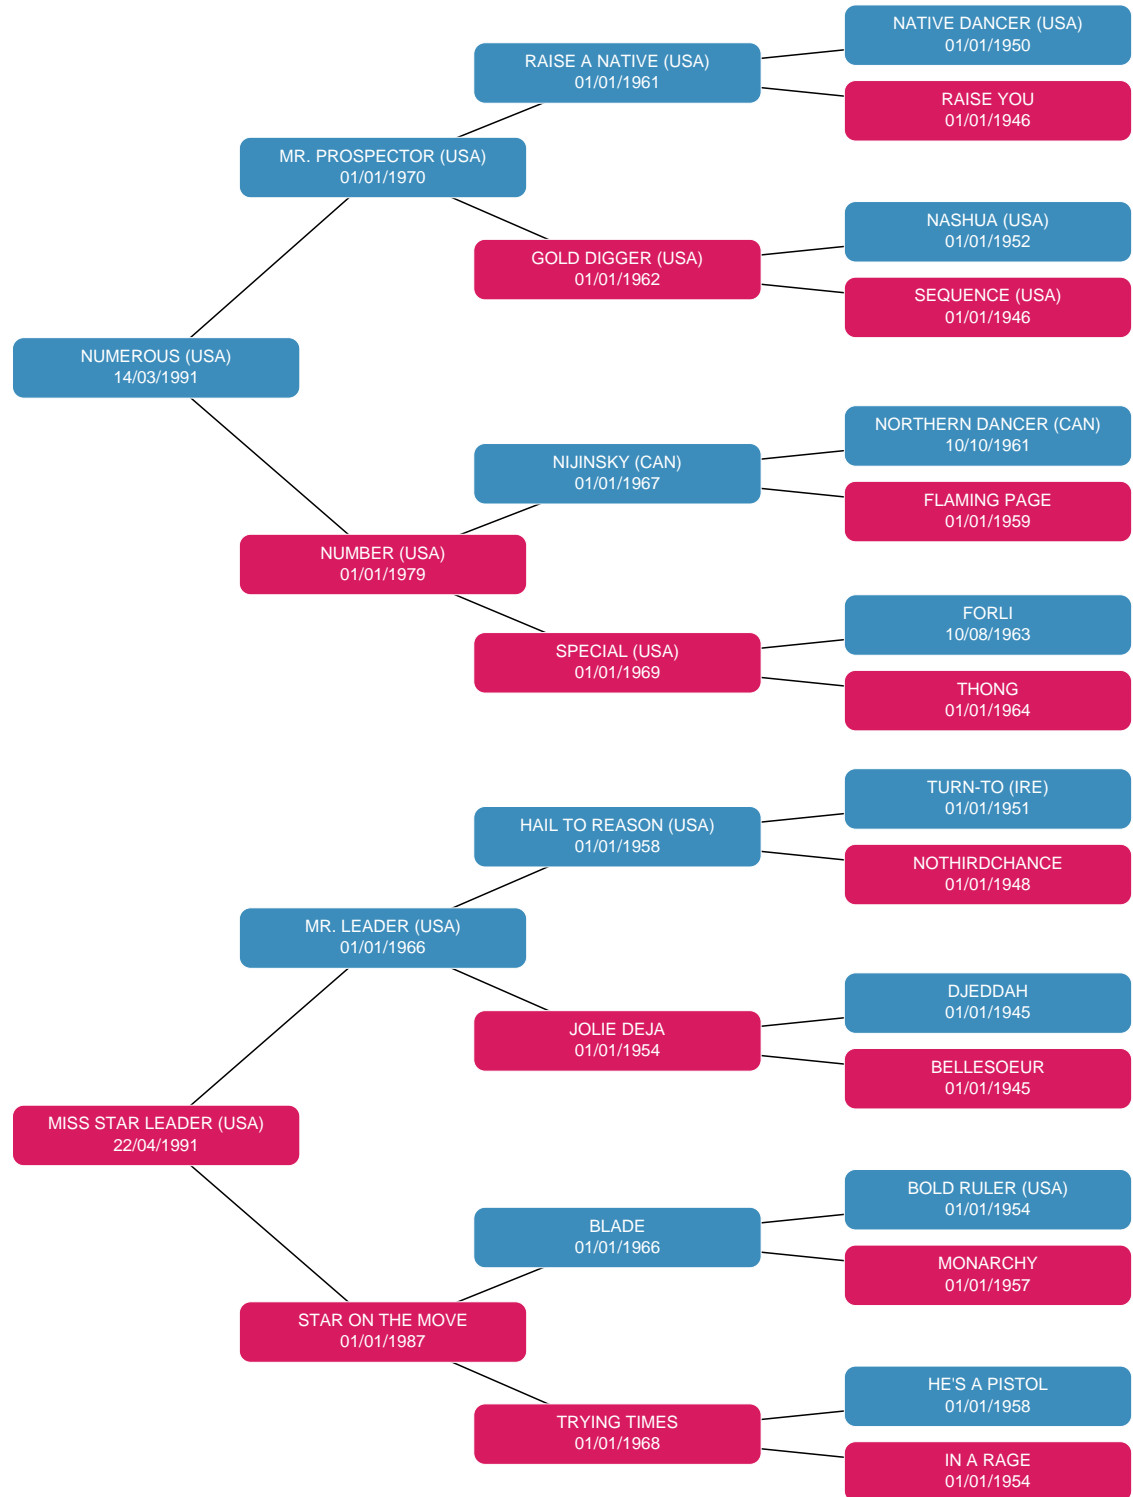 NATIVE DANCER (USA)
01/01/1950
RAISE A NATIVE (USA)
01/01/1961
RAISE YOU
01/01/1946
MR. PROSPECTOR (USA)
01/01/1970
NASHUA (USA)
01/01/1952
GOLD DIGGER (USA)
01/01/1962
SEQUENCE (USA)
01/01/1946
NUMEROUS (USA)
14/03/1991
NORTHERN DANCER (CAN)
10/10/1961
NIJINSKY (CAN)
01/01/1967
FLAMING PAGE
01/01/1959
NUMBER (USA)
01/01/1979
FORLI
10/08/1963
SPECIAL (USA)
01/01/1969
THONG
01/01/1964
TURN-TO (IRE)
01/01/1951
HAIL TO REASON (USA)
01/01/1958
NOTHIRDCHANCE
01/01/1948
MR. LEADER (USA)
01/01/1966
DJEDDAH
01/01/1945
JOLIE DEJA
01/01/1954
BELLESOEUR
01/01/1945
MISS STAR LEADER (USA)
22/04/1991
BOLD RULER (USA)
01/01/1954
BLADE
01/01/1966
MONARCHY
01/01/1957
STAR ON THE MOVE
01/01/1987
HE'S A PISTOL
01/01/1958
TRYING TIMES
01/01/1968
IN A RAGE
01/01/1954